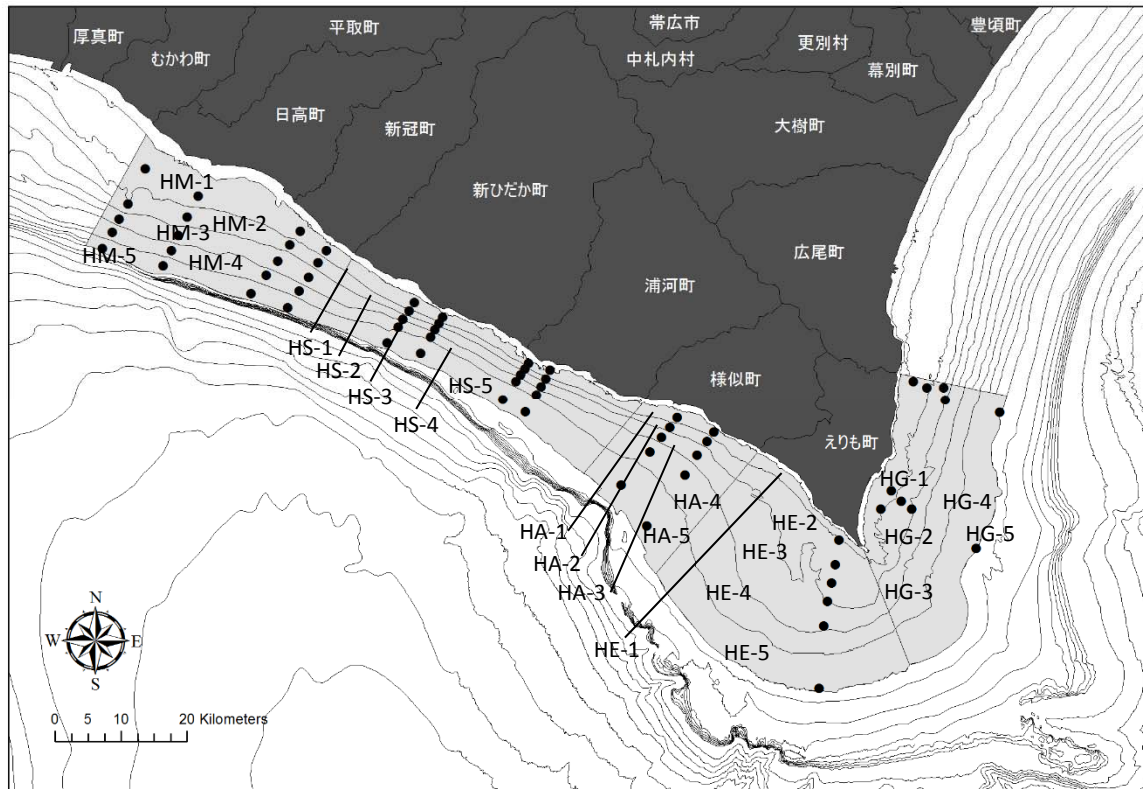 平取町
帯広市
豊頃町
厚真町
更別村
むかわ町
中札内村
幕別町
日高町
新冠町
大樹町
新ひだか町
HM-1
HM-2
広尾町
HM-3
HM-5
HM-4
浦河町
HS-1
HS-2
HS-3
HS-5
様似町
HS-4
えりも町
HG-1
HA-4
HG-4
HE-2
HA-1
HA-5
HG-2
HG-5
HE-3
HA-2
HA-3
HE-4
HG-3
N
W
E
S
HE-1
HE-5
0 5 10 20 Kilometers